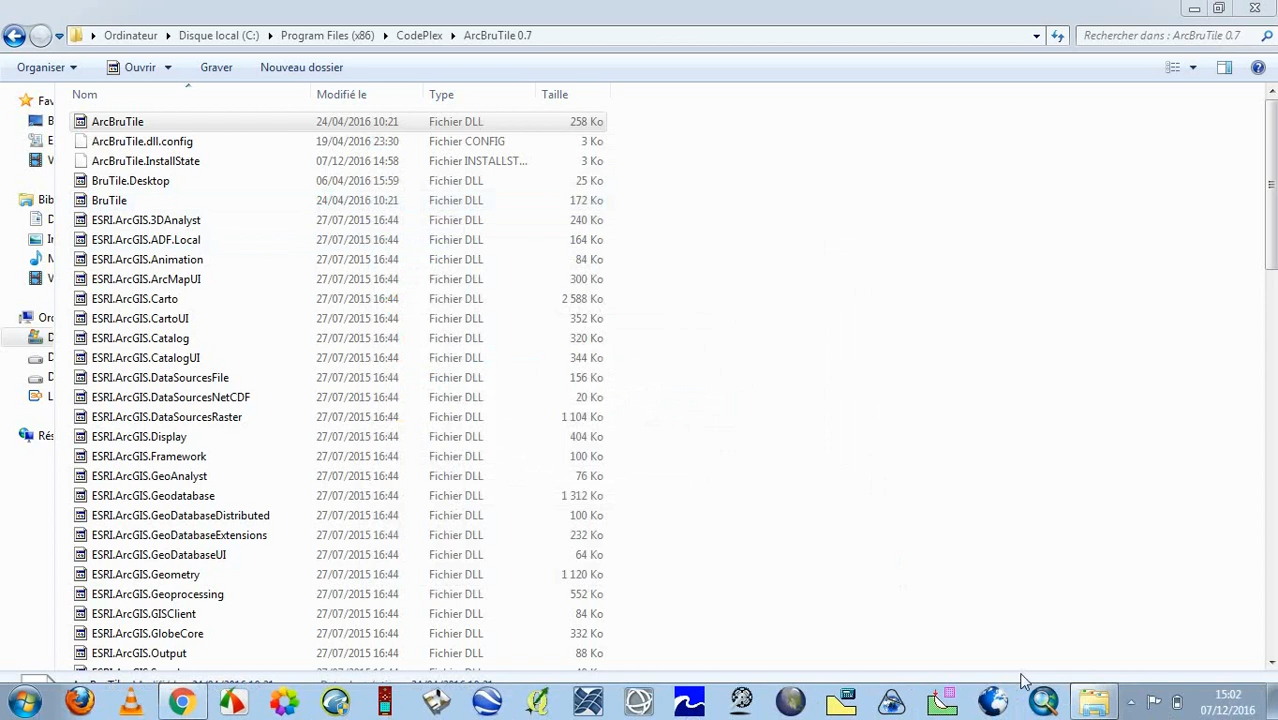 Ordinateur Disque local (C:) Program Files (x86) CodePlex ArcBruTile 0.7 Rechercher dans : ArcBruTile 0.7
Organiser Ouvrir Graver Nouveau dossier
Nom Modifié le Type Taille
Fav
ArcBruTile 24/04/2016 10:21 Fichier DLL 258 Ko
ArcBruTile.dll.config 19/04/2016 23:30 Fichier CONFIG 3 Ko
ArcBruTile.InstallState 07/12/2016 14:58 Fichier INSTALLST... 3 Ko
BruTile.Desktop 06/04/2016 15:59 Fichier DLL 25 Ko
Bib BruTile 24/04/2016 10:21 Fichier DLL 172 Ko
ESRI.ArcGIS.3DAnalyst 27/07/2015 16:44 Fichier DLL 240 Ko
ESRI.ArcGIS.ADF.Local 27/07/2015 16:44 Fichier DLL 164 Ko
ESRI.ArcGIS.Animation 27/07/2015 16:44 Fichier DLL 84 Ko
ESRI.ArcGIS.ArcMapUI 27/07/2015 16:44 Fichier DLL 300 Ko
ESRI.ArcGIS.Carto 27/07/2015 16:44 Fichier DLL 2 588 Ko
Ord ESRI.ArcGIS.CartoUI 27/07/2015 16:44 Fichier DLL 352 Ko
ESRI.ArcGIS.Catalog 27/07/2015 16:44 Fichier DLL 320 Ko
ESRI.ArcGIS.CatalogUI 27/07/2015 16:44 Fichier DLL 344 Ko
ESRI.ArcGIS.DataSourcesFile 27/07/2015 16:44 Fichier DLL 156 Ko
ESRI.ArcGIS.DataSourcesNetCDF 27/07/2015 16:44 Fichier DLL 20 Ko
ESRI.ArcGIS.DataSourcesRaster 27/07/2015 16:44 Fichier DLL 1 104 Ko
Rés ESRI.ArcGIS.Display 27/07/2015 16:44 Fichier DLL 404 Ko
ESRI.ArcGIS.Framework 27/07/2015 16:44 Fichier DLL 100 Ko
ESRI.ArcGIS.GeoAnalyst 27/07/2015 16:44 Fichier DLL 76 Ko
ESRI.ArcGIS.Geodatabase 27/07/2015 16:44 Fichier DLL 1 312 Ko
ESRI.ArcGIS.GeoDatabaseDistributed 27/07/2015 16:44 Fichier DLL 100 Ko
ESRI.ArcGIS.GeoDatabaseExtensions 27/07/2015 16:44 Fichier DLL 232 Ko
ESRI.ArcGIS.GeoDatabaseUI 27/07/2015 16:44 Fichier DLL 64 Ko
ESRI.ArcGIS.Geometry 27/07/2015 16:44 Fichier DLL 1 120 Ko
ESRI.ArcGIS.Geoprocessing 27/07/2015 16:44 Fichier DLL 552 Ko
ESRI.ArcGIS.GISClient 27/07/2015 16:44 Fichier DLL 84 Ko
ESRI.ArcGIS.GlobeCore 27/07/2015 16:44 Fichier DLL 332 Ko
ESRI.ArcGIS.Output 27/07/2015 16:44 Fichier DLL 88 Ko
15:02
07/12/2016